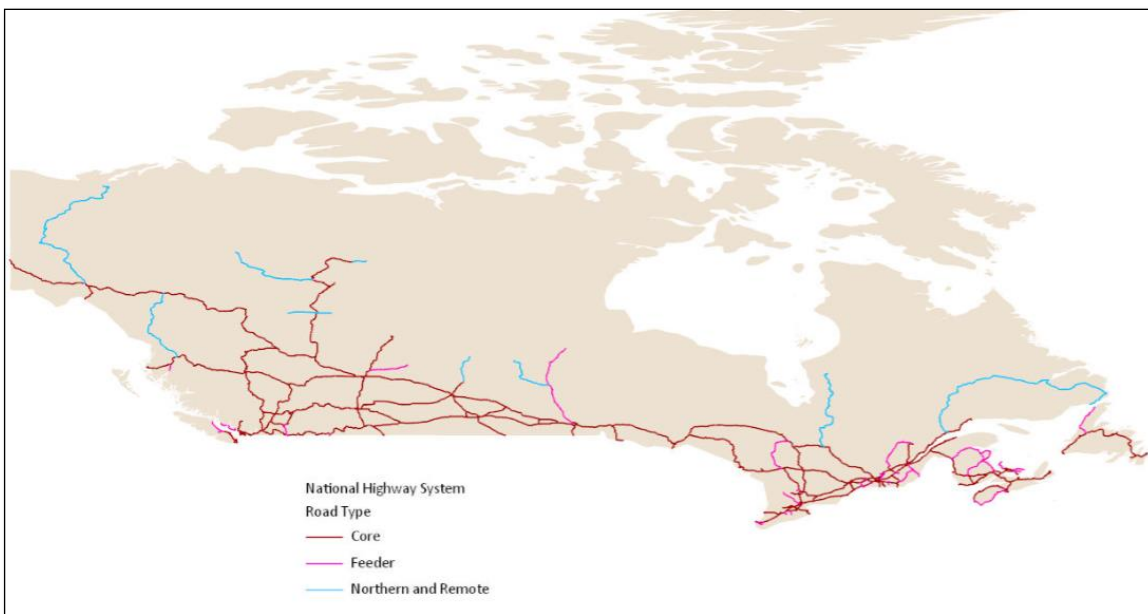 National Highway System
Road Type
Core
Feeder
Northern and Remote